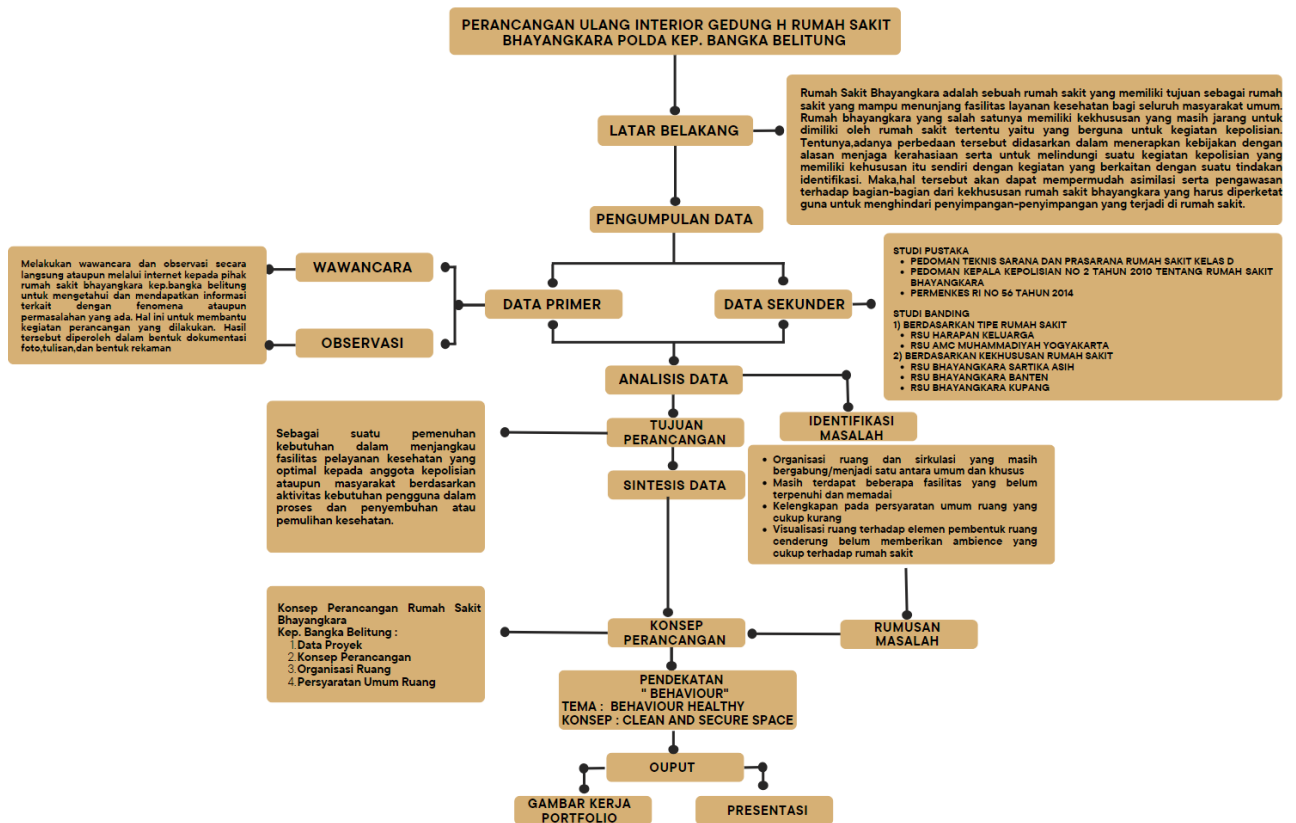 PERANCANGAN ULANG INTERIOR GEDUNG H RUMAH SAKIT
BHAYANGKARA POLDA KEP. BANGKA BELITUNG
LATAR BELAKANG
Rumah Sakit Bhayangkara adalah sebuah rumah sakit yang memiliki tujuan sebagai rumah
sakit yang mampu menunjang fasilitas layanan kesehatan bagi seluruh masyarakat umum.
Rumah bhayangkara yang salah satunya memiliki kekhususan yang masih jarang untuk
dimiliki oleh rumah sakit tertentu yaitu yang berguna untuk kegiatan kepolisian.
Tentunya,adanya perbedaan tersebut didasarkan dalam menerapkan kebijakan dengan
alasan menjaga kerahasiaan serta untuk melindungi suatu kegiatan kepolisian yang
memiliki kehususan itu sendiri dengan kegiatan yang berkaitan dengan suatu tindakan
identifikasi. Maka,hal tersebut akan dapat mempermudah asimilasi serta pengawasan
terhadap bagian-bagian dari kekhususan rumah sakit bhayangkara yang harus diperketat
guna untuk menghindari penyimpangan-penyimpangan yang terjadi di rumah sakit.
PENGUMPULAN DATA
DATA PRIMER
DATA SEKUNDER
WAWANCARA
OBSERVASI
Melakukan wawancara dan observasi secara
langsung ataupun melalui internet kepada pihak
rumah sakit bhayangkara kep.bangka belitung
untuk mengetahui dan mendapatkan informasi
terkait dengan fenomena ataupun
permasalahan yang ada. Hal ini untuk membantu
kegiatan perancangan yang dilakukan. Hasil
tersebut diperoleh dalam bentuk dokumentasi
foto,tulisan,dan bentuk rekaman
STUDI PUSTAKA
• PEDOMAN TEKNIS SARANA DAN PRASARANA RUMAH SAKIT KELAS D
• PEDOMAN KEPALA KEPOLISIAN NO 2 TAHUN 2010 TENTANG RUMAH SAKIT
BHAYANGKARA
• PERMENKES RI NO 56 TAHUN 2014
STUDI BANDING
1) BERDASARKAN TIPE RUMAH SAKIT
• RSU HARAPAN KELUARGA
• RSU AMC MUHAMMADIYAH YOGYAKARTA
2) BERDASARKAN KEKHUSUSAN RUMAH SAKIT
• RSU BHAYANGKARA SARTIKA ASIH
• RSU BHAYANGKARA BANTEN
• RSU BHAYANGKARA KUPANG
ANALISIS DATA
IDENTIFIKASI
MASALAH
TUJUAN
PERANCANGAN
Sebagai suatu pemenuhan
kebutuhan dalam menjangkau
fasilitas pelayanan kesehatan yang
optimal kepada anggota kepolisian
ataupun masyarakat berdasarkan
aktivitas kebutuhan pengguna dalam
proses dan penyembuhan atau
pemulihan kesehatan.
SINTESIS DATA
• Organisasi ruang dan sirkulasi yang masih
bergabung/menjadi satu antara umum dan khusus
• Masih terdapat beberapa fasilitas yang belum
terpenuhi dan memadai
• Kelengkapan pada persyaratan umum ruang yang
cukup kurang
• Visualisasi ruang terhadap elemen pembentuk ruang
cenderung belum memberikan ambience yang
cukup terhadap rumah sakit
Konsep Perancangan Rumah Sakit
Bhayangkara
Kep. Bangka Belitung :
1. Data Proyek
2. Konsep Perancangan
3. Organisasi Ruang
4. Persyaratan Umum Ruang
KONSEP
PERANCANGAN
RUMUSAN
MASALAH
PENDEKATAN
" BEHAVIOUR"
TEMA : BEHAVIOUR HEALTHY
KONSEP : CLEAN AND SECURE SPACE
OUPUT
GAMBAR KERJA
PORTFOLIO
PRESENTASI